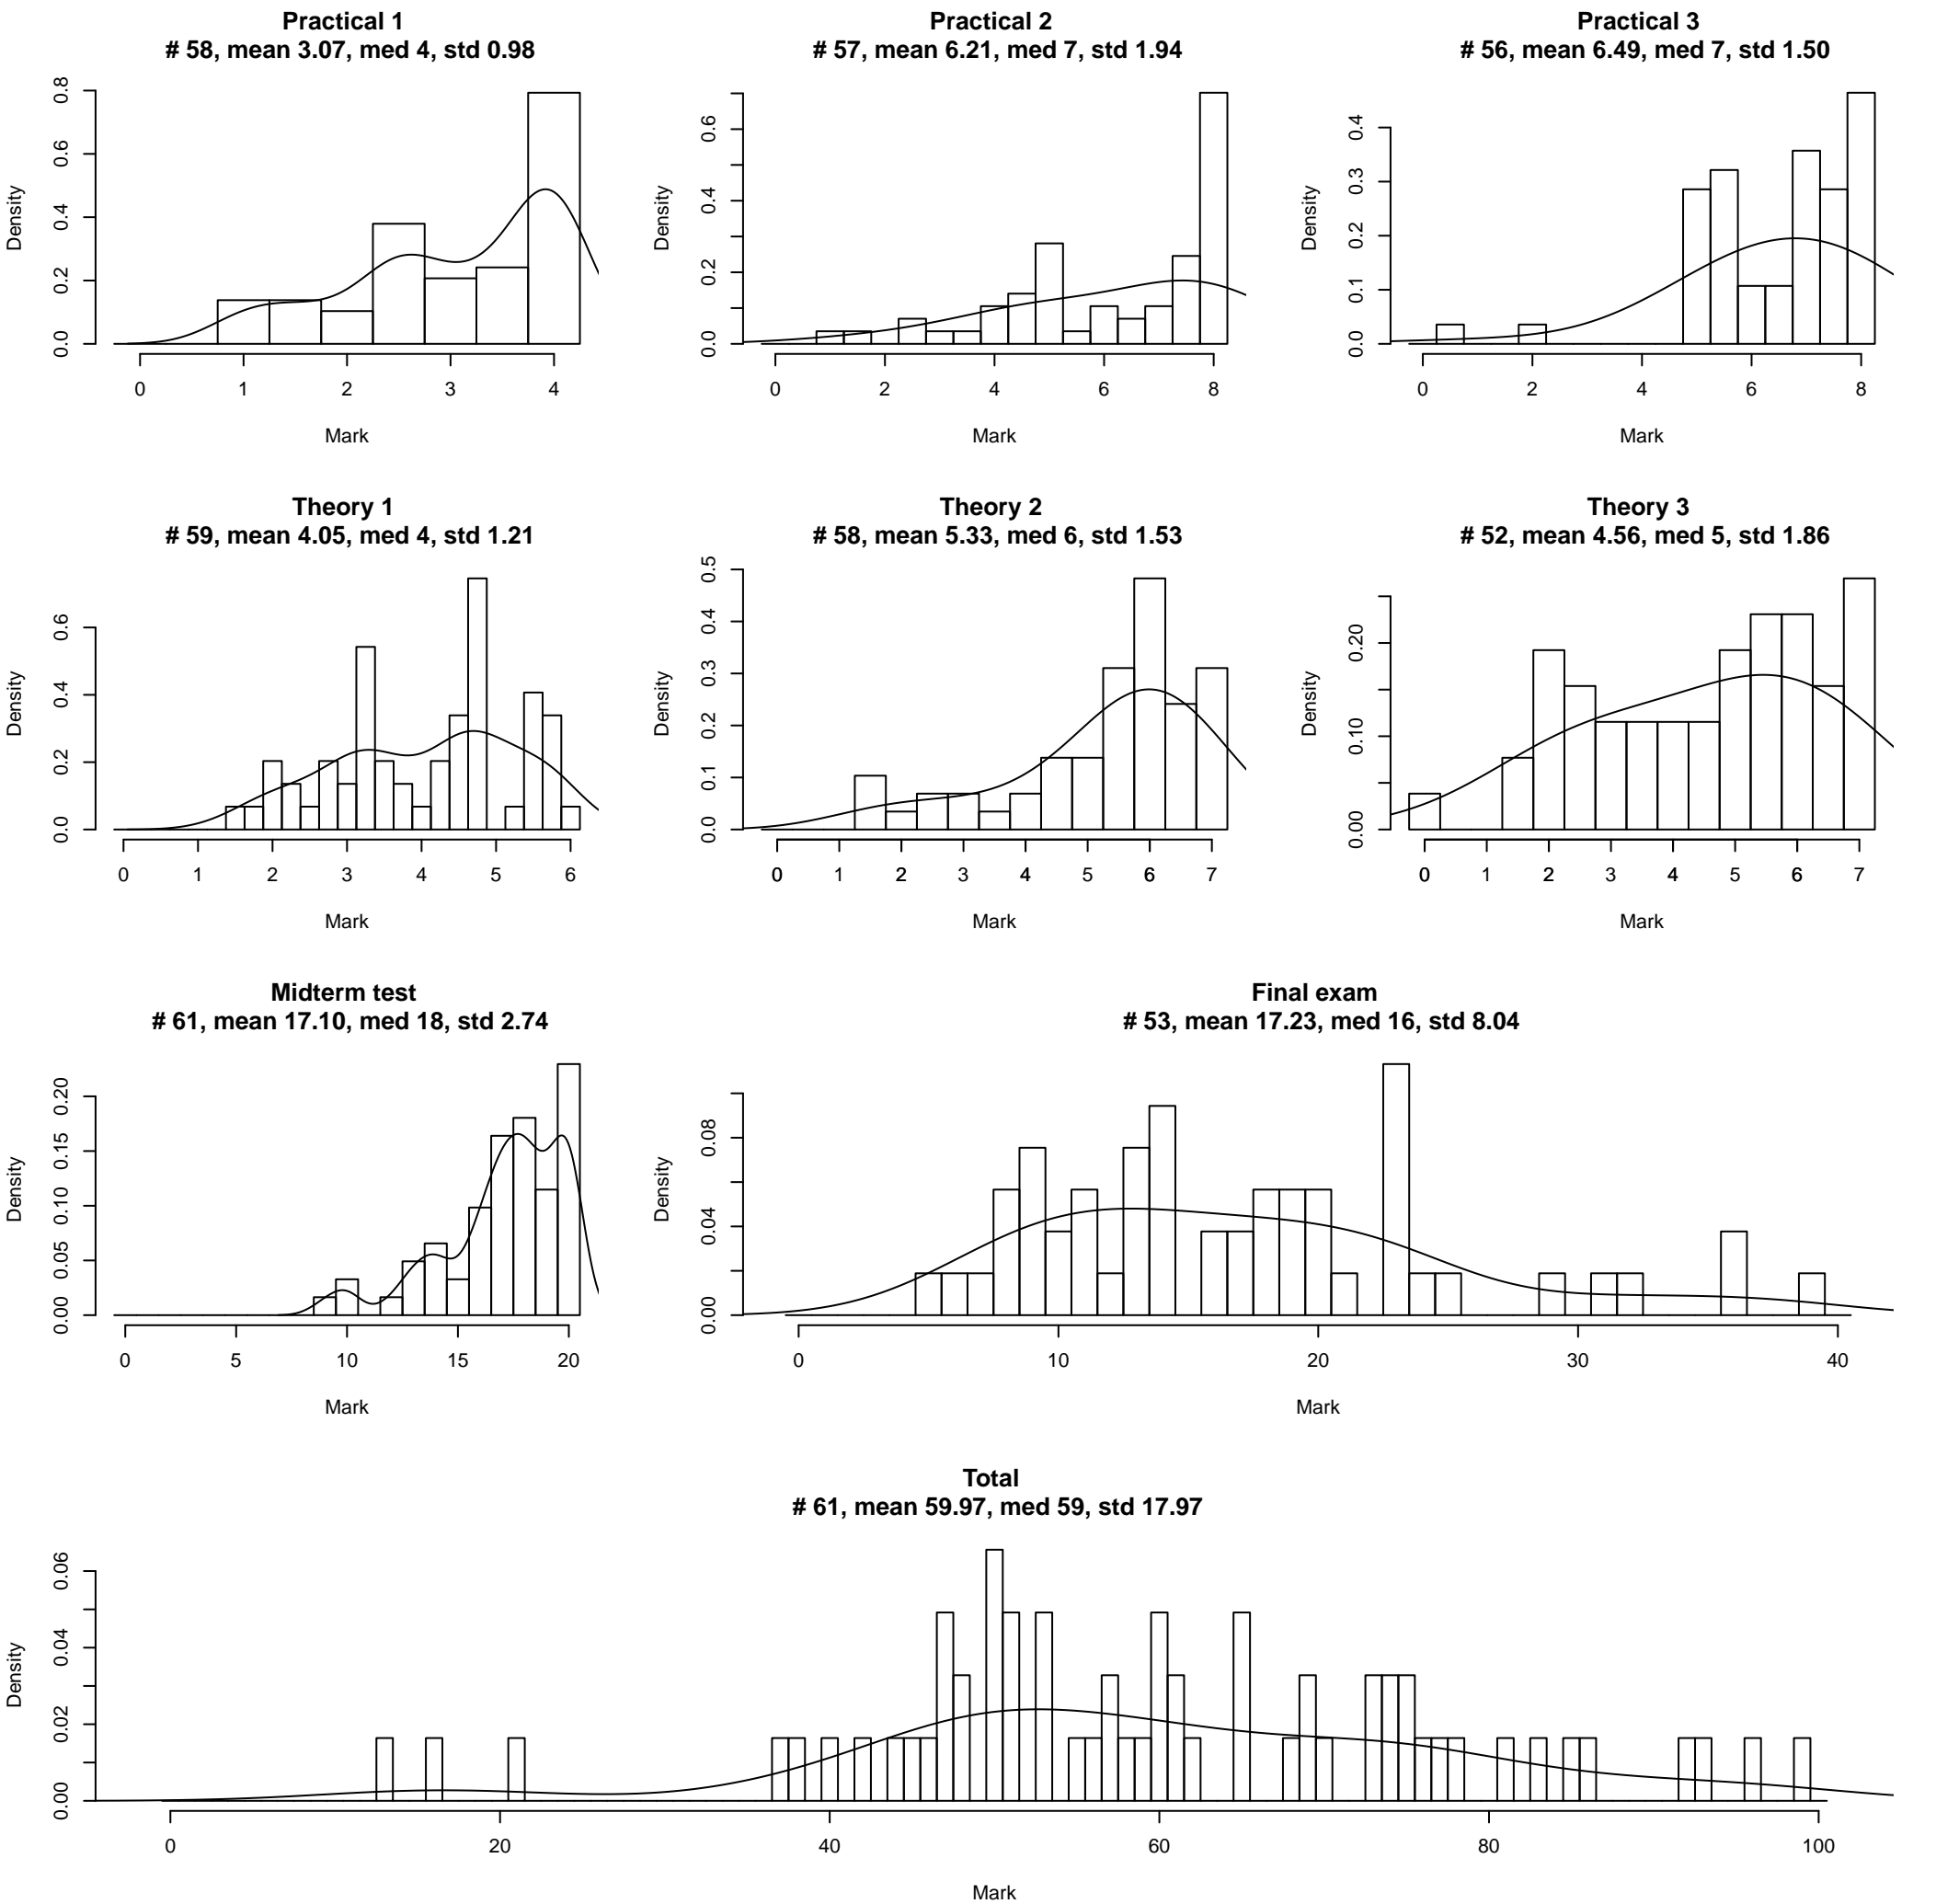 Practical 1
# 58, mean 3.07, med 4, std 0.98
Density
0.0 0.2 0.4 0.6 0.8
0 1 2 3 4
Mark
Practical 2
# 57, mean 6.21, med 7, std 1.94
Density
0.0 0.2 0.4 0.6
0 2 4 6 8
Mark
Practical 3
# 56, mean 6.49, med 7, std 1.50
Density
0.0 0.1 0.2 0.3 0.4
0 2 4 6 8
Mark
Theory 1
# 59, mean 4.05, med 4, std 1.21
Density
0.0 0.2 0.4 0.6
0 1 2 3 4 5 6
Mark
Theory 2
# 58, mean 5.33, med 6, std 1.53
Density
0.0 0.1 0.2 0.3 0.4 0.5
0 1 2 3 4 5 6 7
Mark
Theory 3
# 52, mean 4.56, med 5, std 1.86
Density
0.00 0.10 0.20
0 1 2 3 4 5 6 7
Mark
Midterm test
# 61, mean 17.10, med 18, std 2.74
Density
0.00 0.05 0.10 0.15 0.20
0 5 10 15 20
Mark
Final exam
# 53, mean 17.23, med 16, std 8.04
Density
0.00 0.04 0.08
0 10 20 30 40
Mark
Total
# 61, mean 59.97, med 59, std 17.97
Density
0.00 0.02 0.04 0.06
0 20 40 60 80 100
Mark